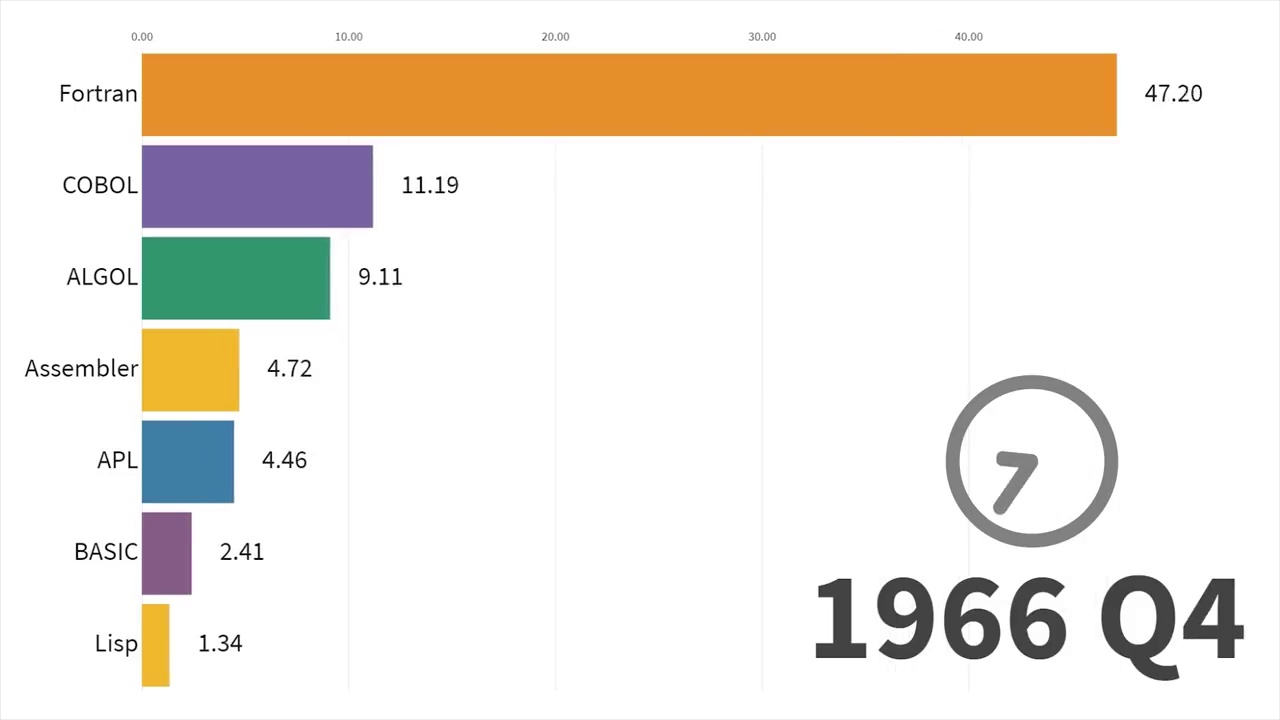 0.00 10.00 20.00 30.00 40.00
Fortran 47.20
COBOL 11.19
ALGOL 9.11
Assembler 4.72
APL 4.46
BASIC 2.41
Lisp 1.34
1966 Q4